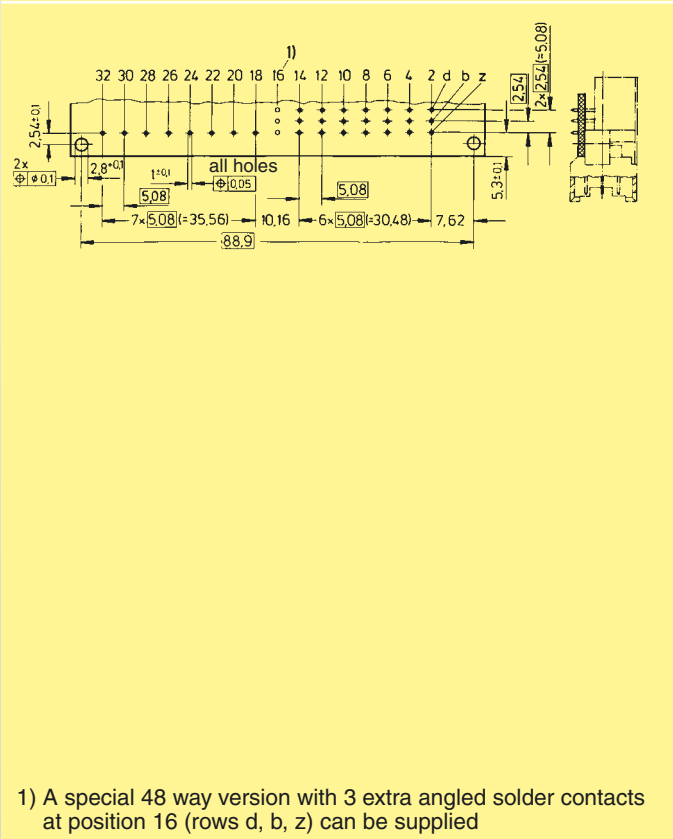 1)
32 30 28 26 24 22 20 18 16 14 12 10 8 6 4 2 d b z
2,54
2×2,54(=5,08)
2,54±0,1
2x
⌖ ø0,1
2,8+0,1
1±0,1
all holes
⌖ 0,05
5,08
5,08
5,3±0,1
7×5,08(=35,56)
10,16
6×5,08(=30,48)
7,62
88,9
1) A special 48 way version with 3 extra angled solder contacts
at position 16 (rows d, b, z) can be supplied